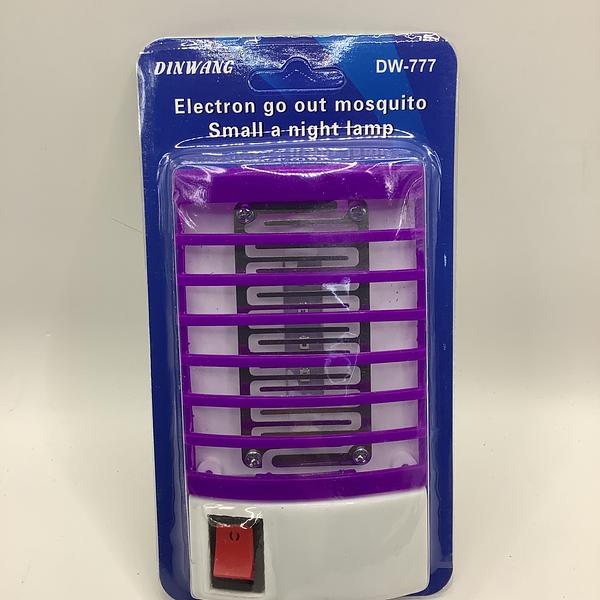 DINWANG
DW-777
Electron go out mosquito
Small a night lamp